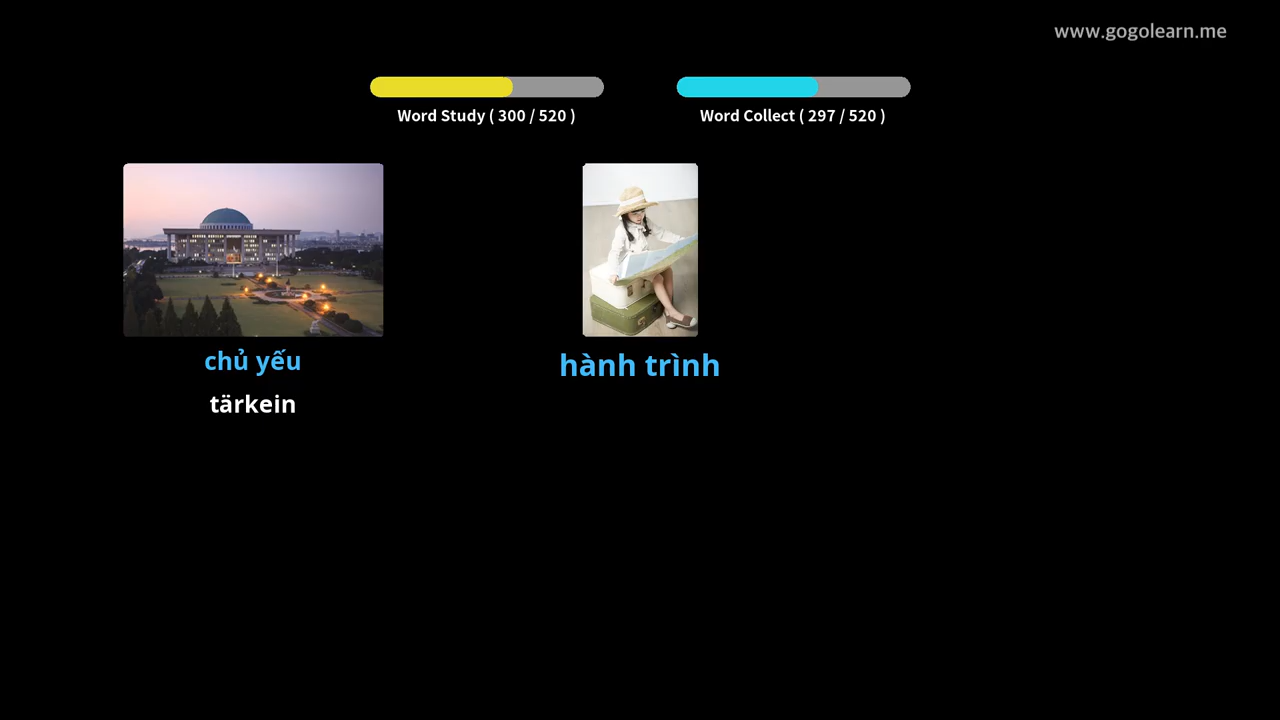 www.gogolearn.me
Word Study ( 300 / 520 )
Word Collect ( 297 / 520 )
chủ yếu
tärkein
hành trình